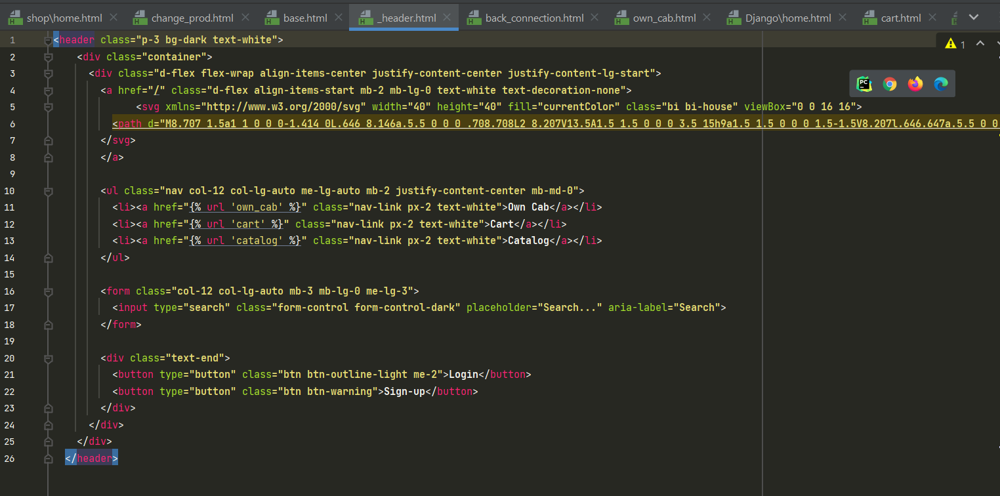 shop\home.html change_prod.html base.html _header.html back_connection.html own_cab.html Django\home.html cart.html
1 <header class="p-3 bg-dark text-white">
1
2 <div class="container">
3 <div class="d-flex flex-wrap align-items-center justify-content-center justify-content-lg-start">
4 <a href="/" class="d-flex align-items-start mb-2 mb-lg-0 text-white text-decoration-none">
5 <svg xmlns="http://www.w3.org/2000/svg" width="40" height="40" fill="currentColor" class="bi bi-house" viewBox="0 0 16 16">
6 <path d="M8.707 1.5a1 1 0 0 0-1.414 0L.646 8.146a.5.5 0 0 0 .708.708L2 8.207V13.5A1.5 1.5 0 0 0 3.5 15h9a1.5 1.5 0 0 0 1.5-1.5V8.207l.646.647a.5.5 0 0
7 </svg>
8 </a>
9
10 <ul class="nav col-12 col-lg-auto me-lg-auto mb-2 justify-content-center mb-md-0">
11 <li><a href="{% url 'own_cab' %}" class="nav-link px-2 text-white">Own Cab</a></li>
12 <li><a href="{% url 'cart' %}" class="nav-link px-2 text-white">Cart</a></li>
13 <li><a href="{% url 'catalog' %}" class="nav-link px-2 text-white">Catalog</a></li>
14 </ul>
15
16 <form class="col-12 col-lg-auto mb-3 mb-lg-0 me-lg-3">
17 <input type="search" class="form-control form-control-dark" placeholder="Search..." aria-label="Search">
18 </form>
19
20 <div class="text-end">
21 <button type="button" class="btn btn-outline-light me-2">Login</button>
22 <button type="button" class="btn btn-warning">Sign-up</button>
23 </div>
24 </div>
25 </div>
26 </header>